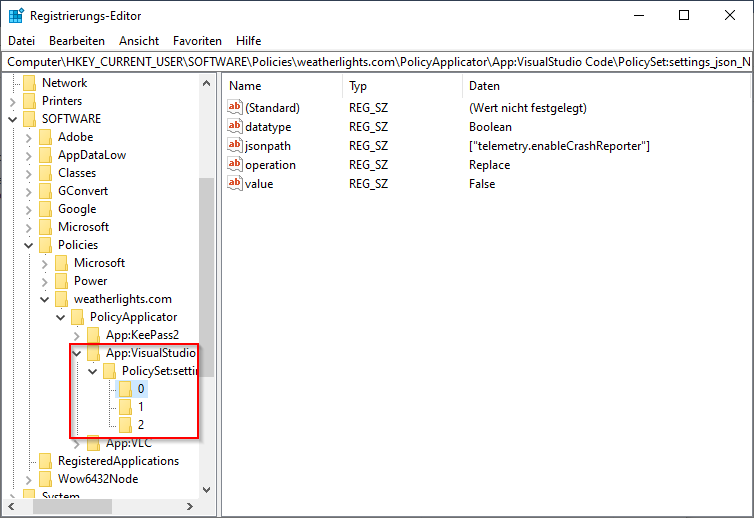 Registrierungs-Editor
Datei Bearbeiten Ansicht Favoriten Hilfe
Computer\HKEY_CURRENT_USER\SOFTWARE\Policies\weatherlights.com\PolicyApplicator\App:VisualStudio Code\PolicySet:settings_json_N
Network
Printers
SOFTWARE
Adobe
AppDataLow
Classes
GConvert
Google
Microsoft
Policies
Microsoft
Power
weatherlights.com
PolicyApplicator
App:KeePass2
App:VisualStudio
PolicySet:settin
0
1
2
App:VLC
RegisteredApplications
Wow6432Node
System
Name Typ Daten
(Standard) REG_SZ (Wert nicht festgelegt)
datatype REG_SZ Boolean
jsonpath REG_SZ ["telemetry.enableCrashReporter"]
operation REG_SZ Replace
value REG_SZ False